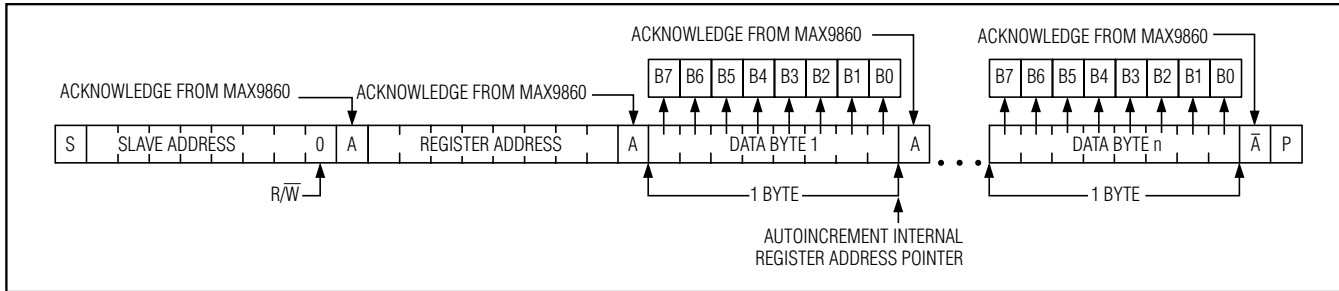 ACKNOWLEDGE FROM MAX9860
ACKNOWLEDGE FROM MAX9860
B7 B6 B5 B4 B3 B2 B1 B0
B7 B6 B5 B4 B3 B2 B1 B0
ACKNOWLEDGE FROM MAX9860
ACKNOWLEDGE FROM MAX9860
S SLAVE ADDRESS 0 A REGISTER ADDRESS A DATA BYTE 1 A • • • DATA BYTE n A̅ P
R/W̅
1 BYTE
1 BYTE
AUTOINCREMENT INTERNAL
REGISTER ADDRESS POINTER